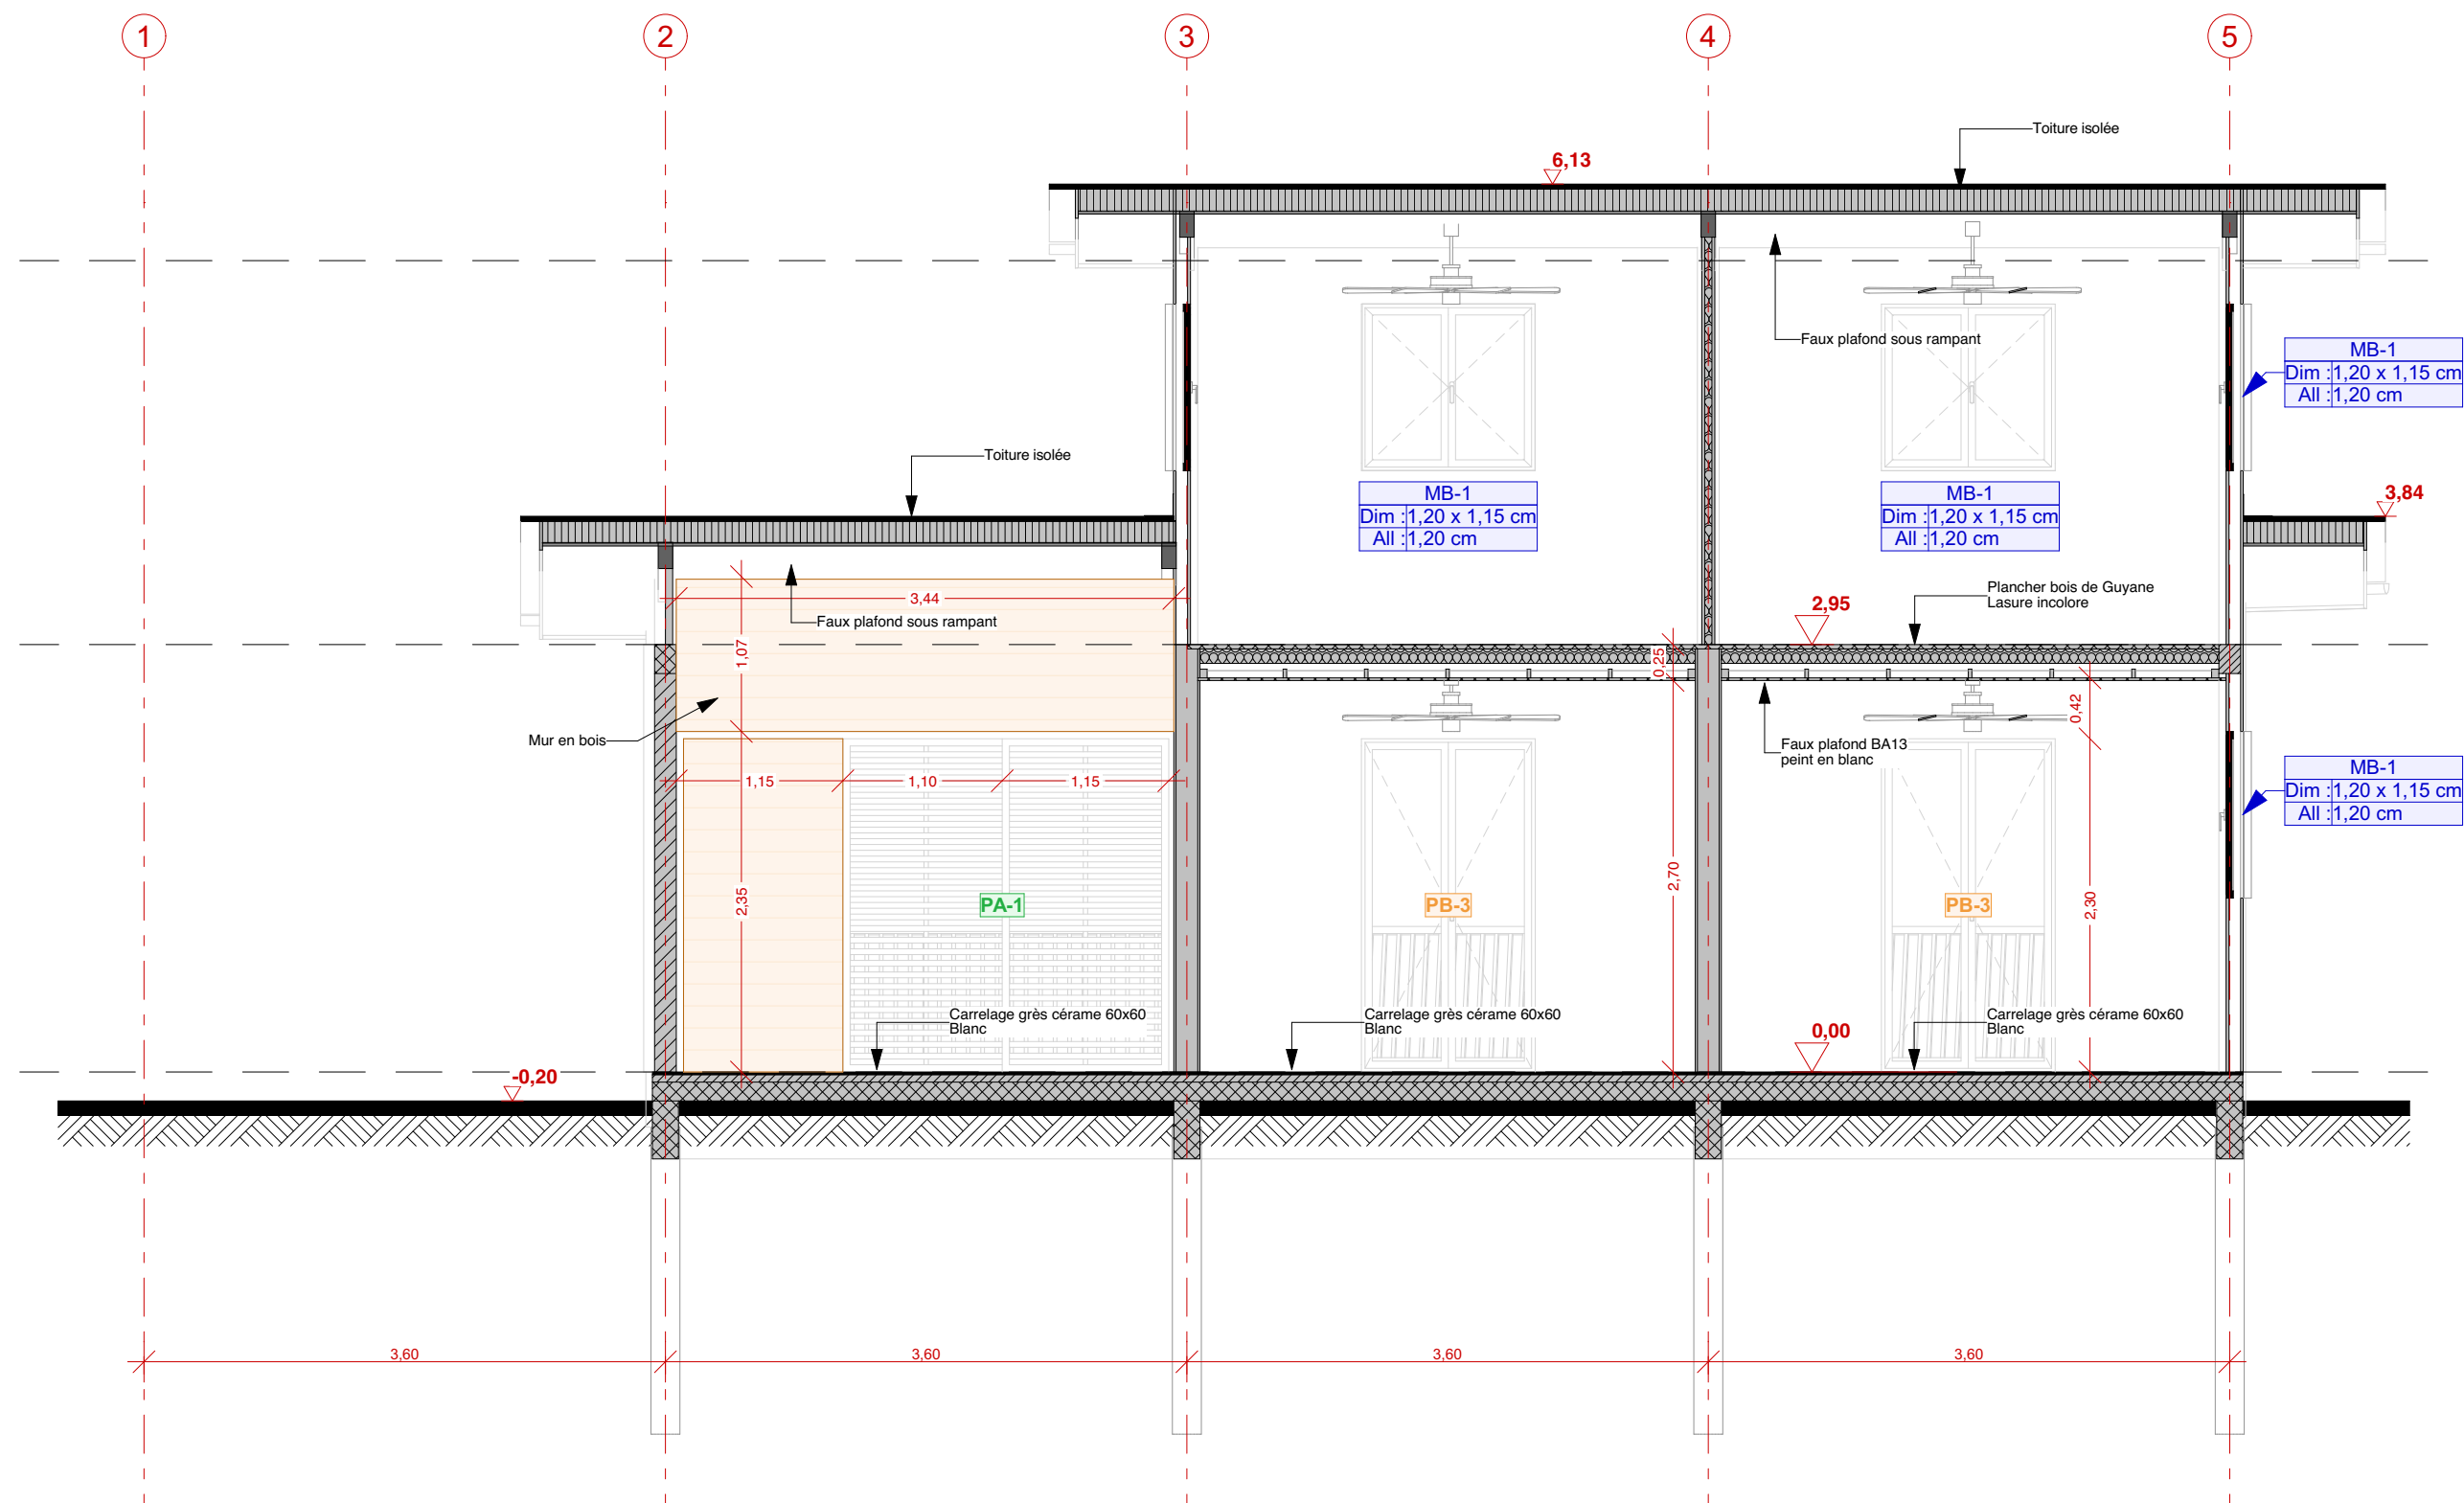 1
2
3
4
5
Toiture isolée
6,13
Faux plafond sous rampant
MB-1
Dim : 1,20 x 1,15 cm
All : 1,20 cm
Toiture isolée
MB-1
Dim : 1,20 x 1,15 cm
All : 1,20 cm
MB-1
Dim : 1,20 x 1,15 cm
All : 1,20 cm
3,84
3,44
Faux plafond sous rampant
1,07
2,95
Plancher bois de Guyane
Lasure incolore
0,25
0,42
Mur en bois
Faux plafond BA13
peint en blanc
1,15
1,10
1,15
MB-1
Dim : 1,20 x 1,15 cm
All : 1,20 cm
2,35
PA-1
PB-3
2,70
PB-3
2,30
Carrelage grès cérame 60x60
Blanc
Carrelage grès cérame 60x60
Blanc
0,00
Carrelage grès cérame 60x60
Blanc
-0,20
3,60
3,60
3,60
3,60